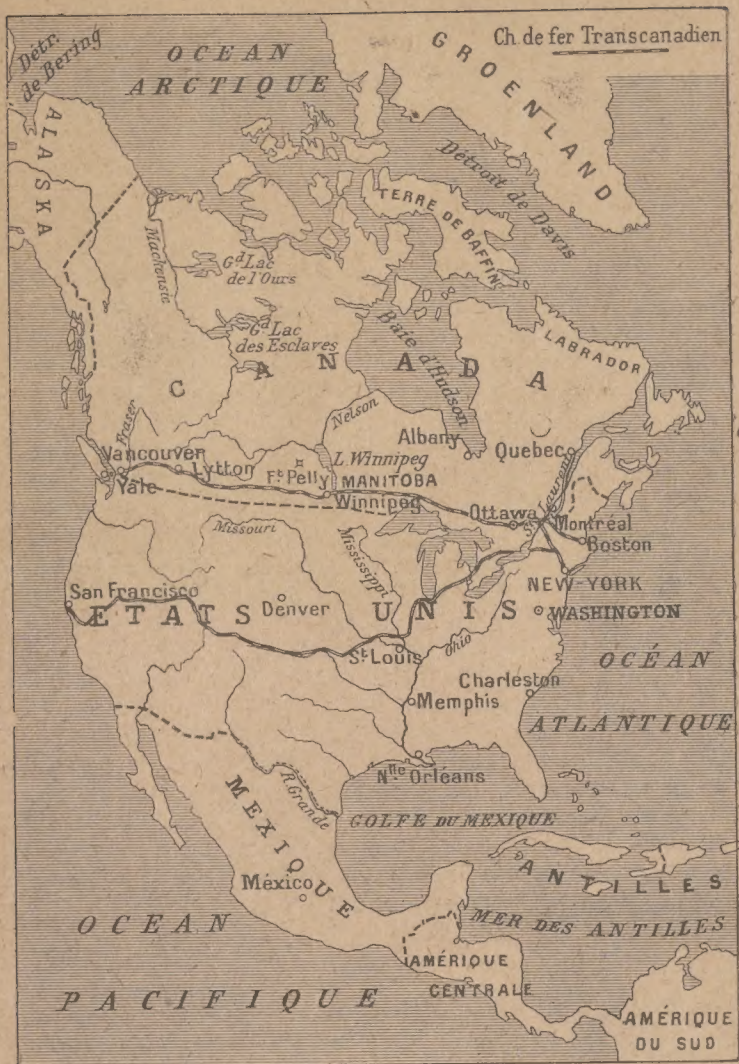 Ch. de fer Transcanadien
Détr.
de Bering
OCEAN
ARCTIQUE
GROENLAND
ALASKA
Détroit de Davis
TERRE DE BAFFIN
Mackensie
Gd Lac
de l'Ours
Gd Lac
des Esclaves
Baie d'Hudson
LABRADOR
CANADA
Nelson
Fraser
Albany
Quebec
Vancouver
Lytton
L. Winnipeg
Ft Pelly
MANITOBA
Yale
Winnipeg
Ottawa
St Laurent
Montréal
Boston
Missouri
Mississippi
NEW-YORK
San Francisco
ETATS UNIS
Denver
WASHINGTON
St Louis
Ohio
OCÉAN
ATLANTIQUE
Charleston
Memphis
Nlle Orléans
R. Grande
MEXIQUE
GOLFE DU MEXIQUE
México
ANTILLES
MER DES ANTILLES
OCEAN
PACIFIQUE
AMÉRIQUE
CENTRALE
AMÉRIQUE
DU SUD